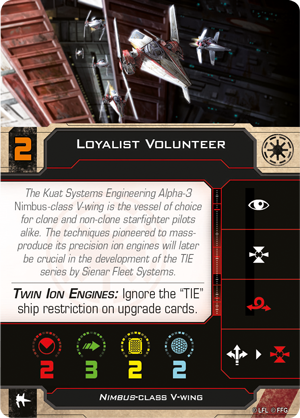 2
LOYALIST VOLUNTEER
The Kuat Systems Engineering Alpha-3
Nimbus-class V-wing is the vessel of choice
for clone and non-clone starfighter pilots
alike. The techniques pioneered to mass-
produce its precision ion engines will later
be crucial in the development of the TIE
series by Sienar Fleet Systems.
TWIN ION ENGINES: Ignore the “TIE”
ship restriction on upgrade cards.
2 3 2 2
NIMBUS-CLASS V-WING
©LFL ©FFG